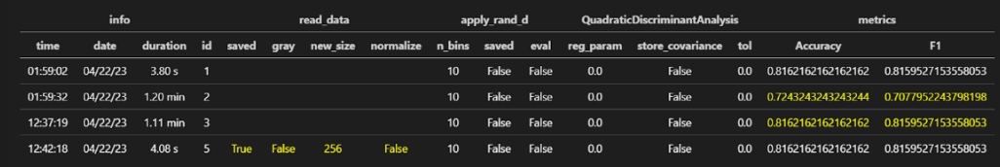 info read_data apply_rand_d QuadraticDiscriminantAnalysis metrics
time date duration id saved gray new_size normalize n_bins saved eval reg_param store_covariance tol Accuracy F1
01:59:02 04/22/23 3.80 s 1 10 False False 0.0 False 0.0 0.8162162162162162 0.8159527153558053
01:59:32 04/22/23 1.20 min 2 10 False False 0.0 False 0.0 0.7243243243243244 0.7077952243798198
12:37:19 04/22/23 1.11 min 3 10 False False 0.0 False 0.0 0.8162162162162162 0.8159527153558053
12:42:18 04/22/23 4.08 s 5 True False 256 False 10 False False 0.0 False 0.0 0.8162162162162162 0.8159527153558053